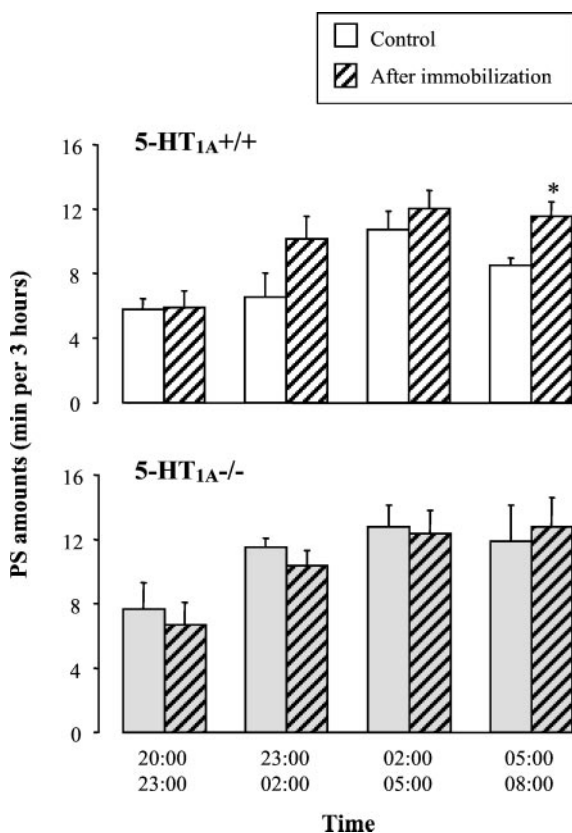 Control
After immobilization
5-HT1A+/+
16
12
8
4
0
*
5-HT1A-/-
16
12
8
4
0
PS amounts (min per 3 hours)
20:00 23:00 02:00 05:00
23:00 02:00 05:00 08:00
Time